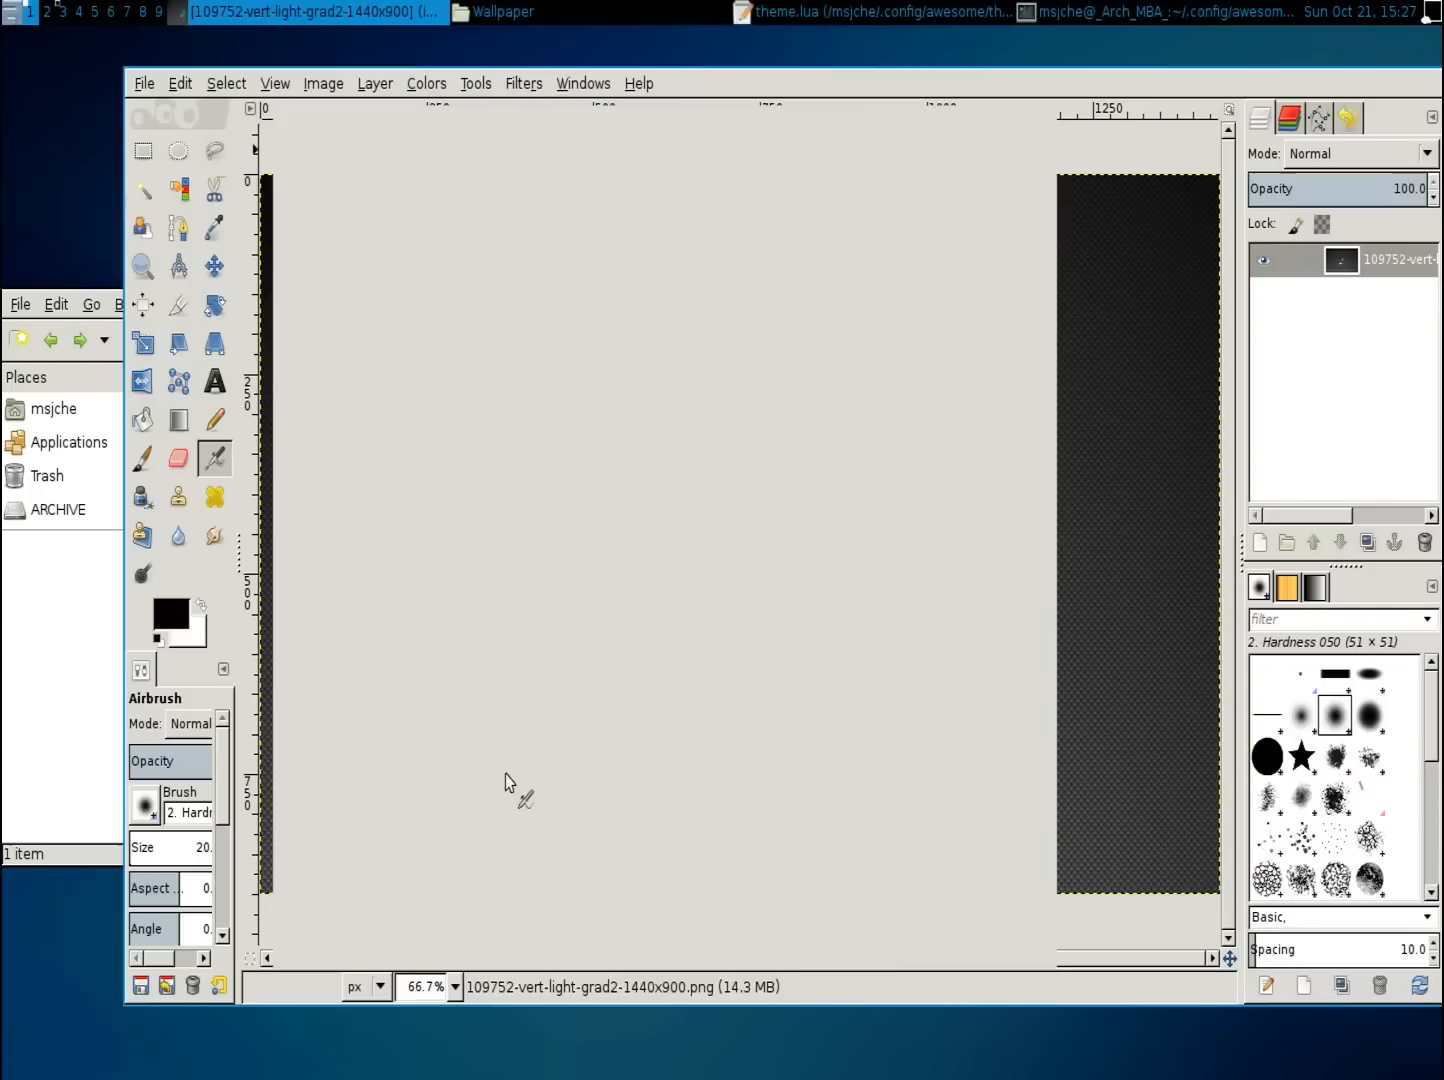 1 2 3 4 5 6 7 8 9 [109752-vert-light-grad2-1440x900] (i... Wallpaper theme.lua (/msjche/.config/awesome/th... msjche@_Arch_MBA_:~/.config/awesom... Sun Oct 21, 15:27
File Edit Select View Image Layer Colors Tools Filters Windows Help
0 1250
Mode: Normal
Opacity 100.0
Lock:
109752-vert-l
0
250
500
750
File Edit Go B
Places
msjche
Applications
Trash
ARCHIVE
1 item
Airbrush
Mode: Normal
Opacity
Brush
2. Hardn
Size 20.
Aspect ... 0.
Angle 0.
filter
2. Hardness 050 (51 × 51)
Basic,
Spacing 10.0
px 66.7% 109752-vert-light-grad2-1440x900.png (14.3 MB)